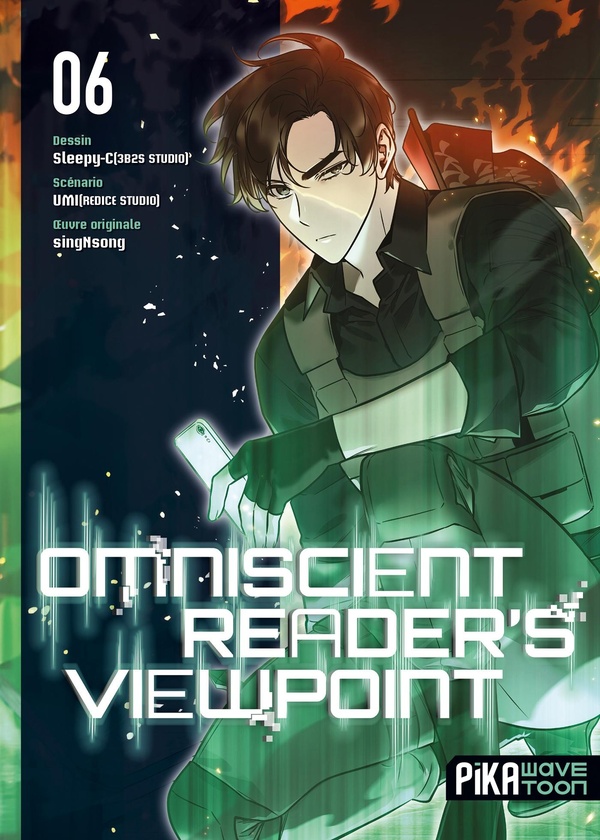 06
Dessin
Sleepy-C(3B2S STUDIO)
Scénario
UMI(REDICE STUDIO)
Œuvre originale
singNsong
OMNISCIENT
READER'S
VIEWPOINT
PIKA WAVE
TOON